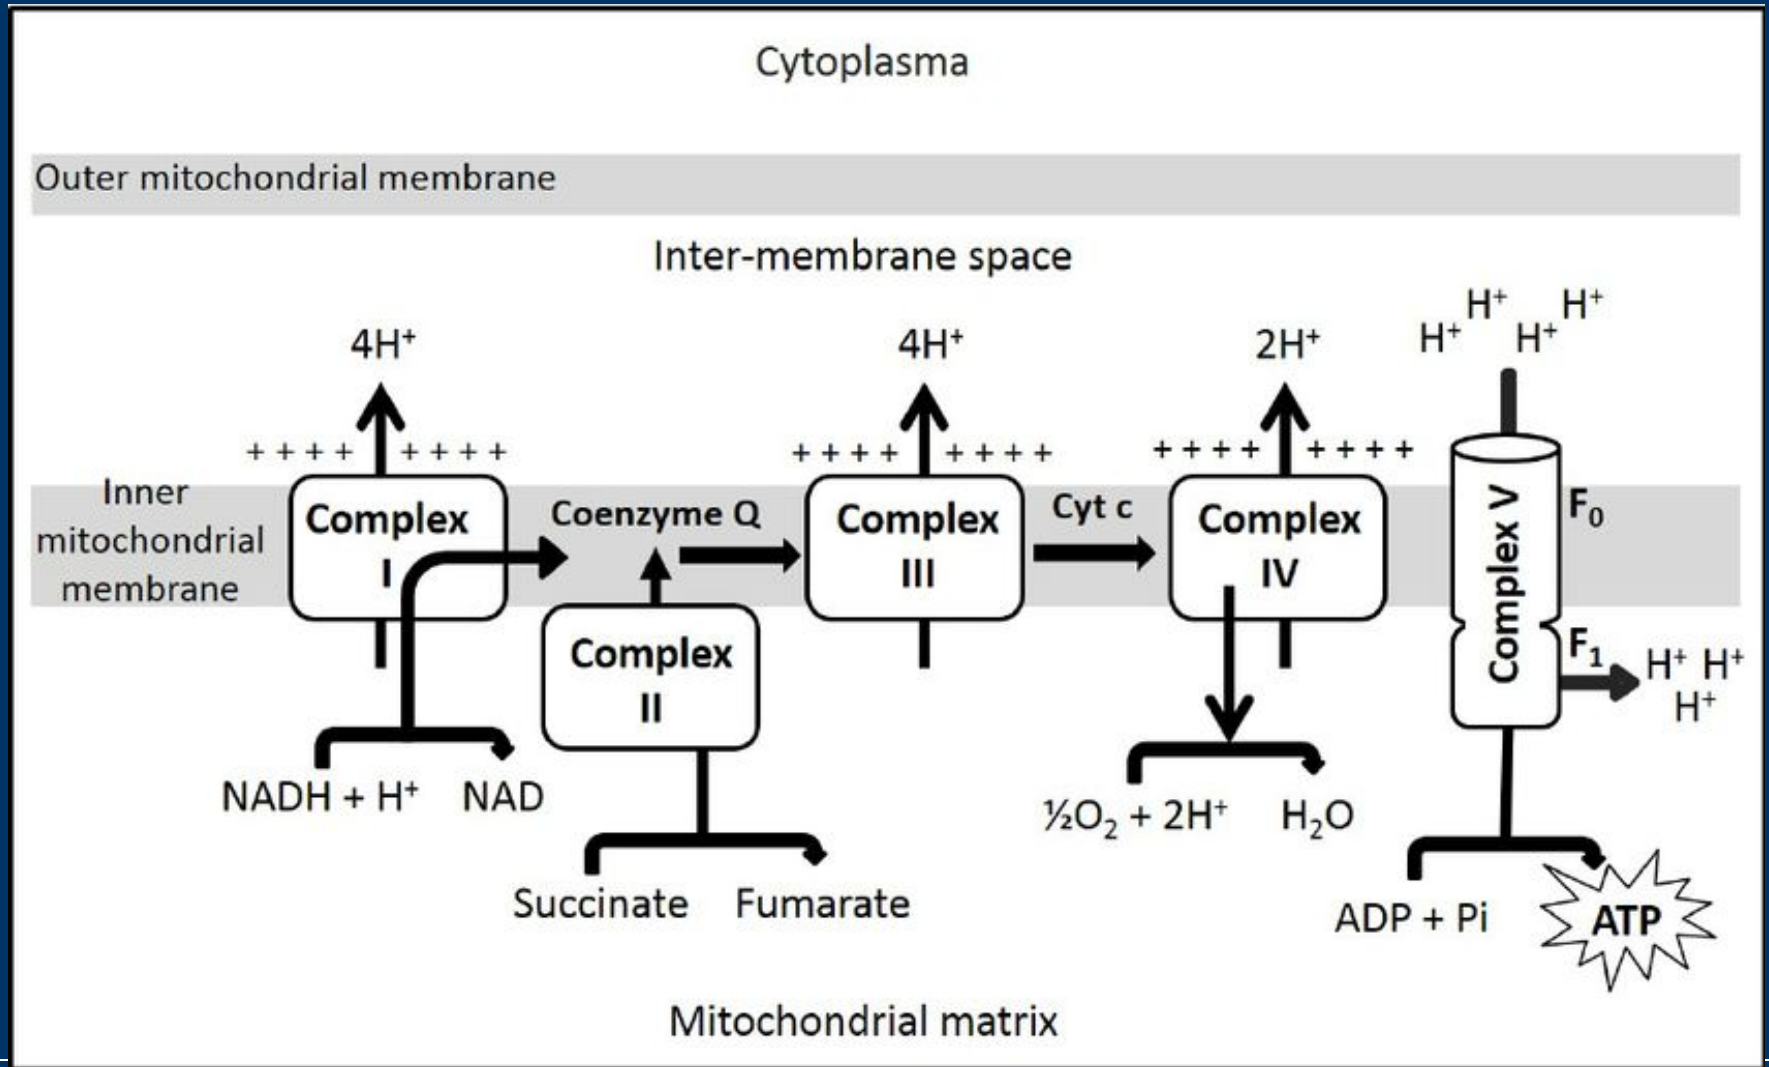 Cytoplasma
Outer mitochondrial membrane
Inter-membrane space
4H⁺
4H⁺
2H⁺
H⁺ H⁺ H⁺ H⁺
+ + + + + + + +
+ + + + + + + +
+ + + + + + + +
Inner
mitochondrial
membrane
Complex
I
Coenzyme Q
Complex
II
Complex
III
Cyt c
Complex
IV
Complex V
F₀
F₁
H⁺ H⁺
H⁺
NADH + H⁺ NAD
Succinate Fumarate
½O₂ + 2H⁺ H₂O
ADP + Pi ATP
Mitochondrial matrix